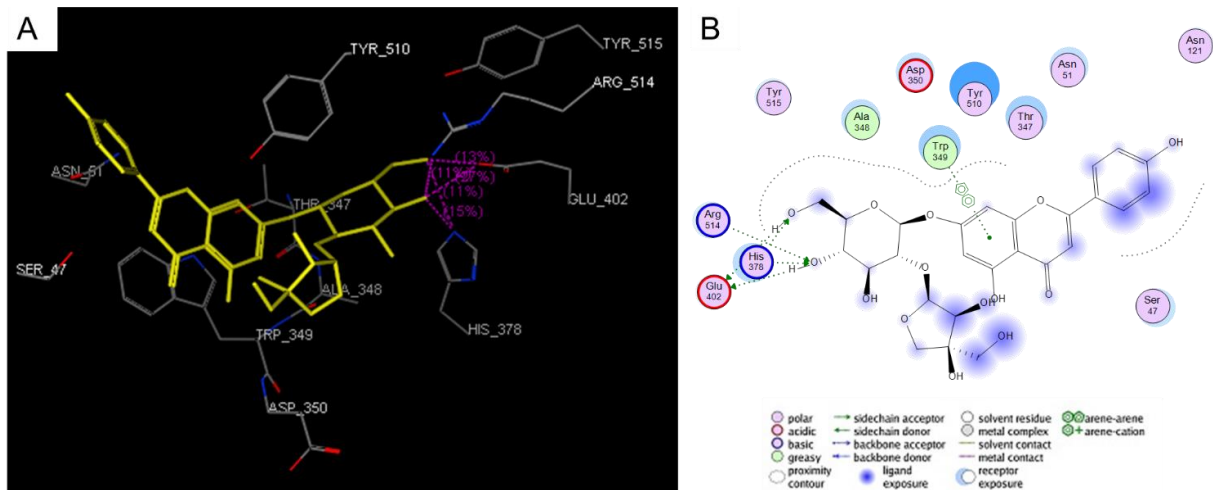 A
TYR_510
TYR_515
ARG_514
(13%)
(11%)
(37%)
(11%)
(15%)
GLU_402
ASN_51
THR_347
SER_47
ALA_348
TRP_349
HIS_378
ASP_350
B
Asn
121
Asp
350
Asn
51
Tyr
515
Tyr
510
Ala
348
Thr
347
Trp
349
OH
O
Arg
514
H
O
O
O
His
378
H
O
Glu
402
OH
O
OH
OH
O
Ser
47
O
OH
OH
polar
acidic
basic
greasy
proximity
contour
sidechain acceptor
sidechain donor
backbone acceptor
backbone donor
ligand
exposure
solvent residue
metal complex
solvent contact
metal contact
receptor
exposure
arene-arene
arene-cation